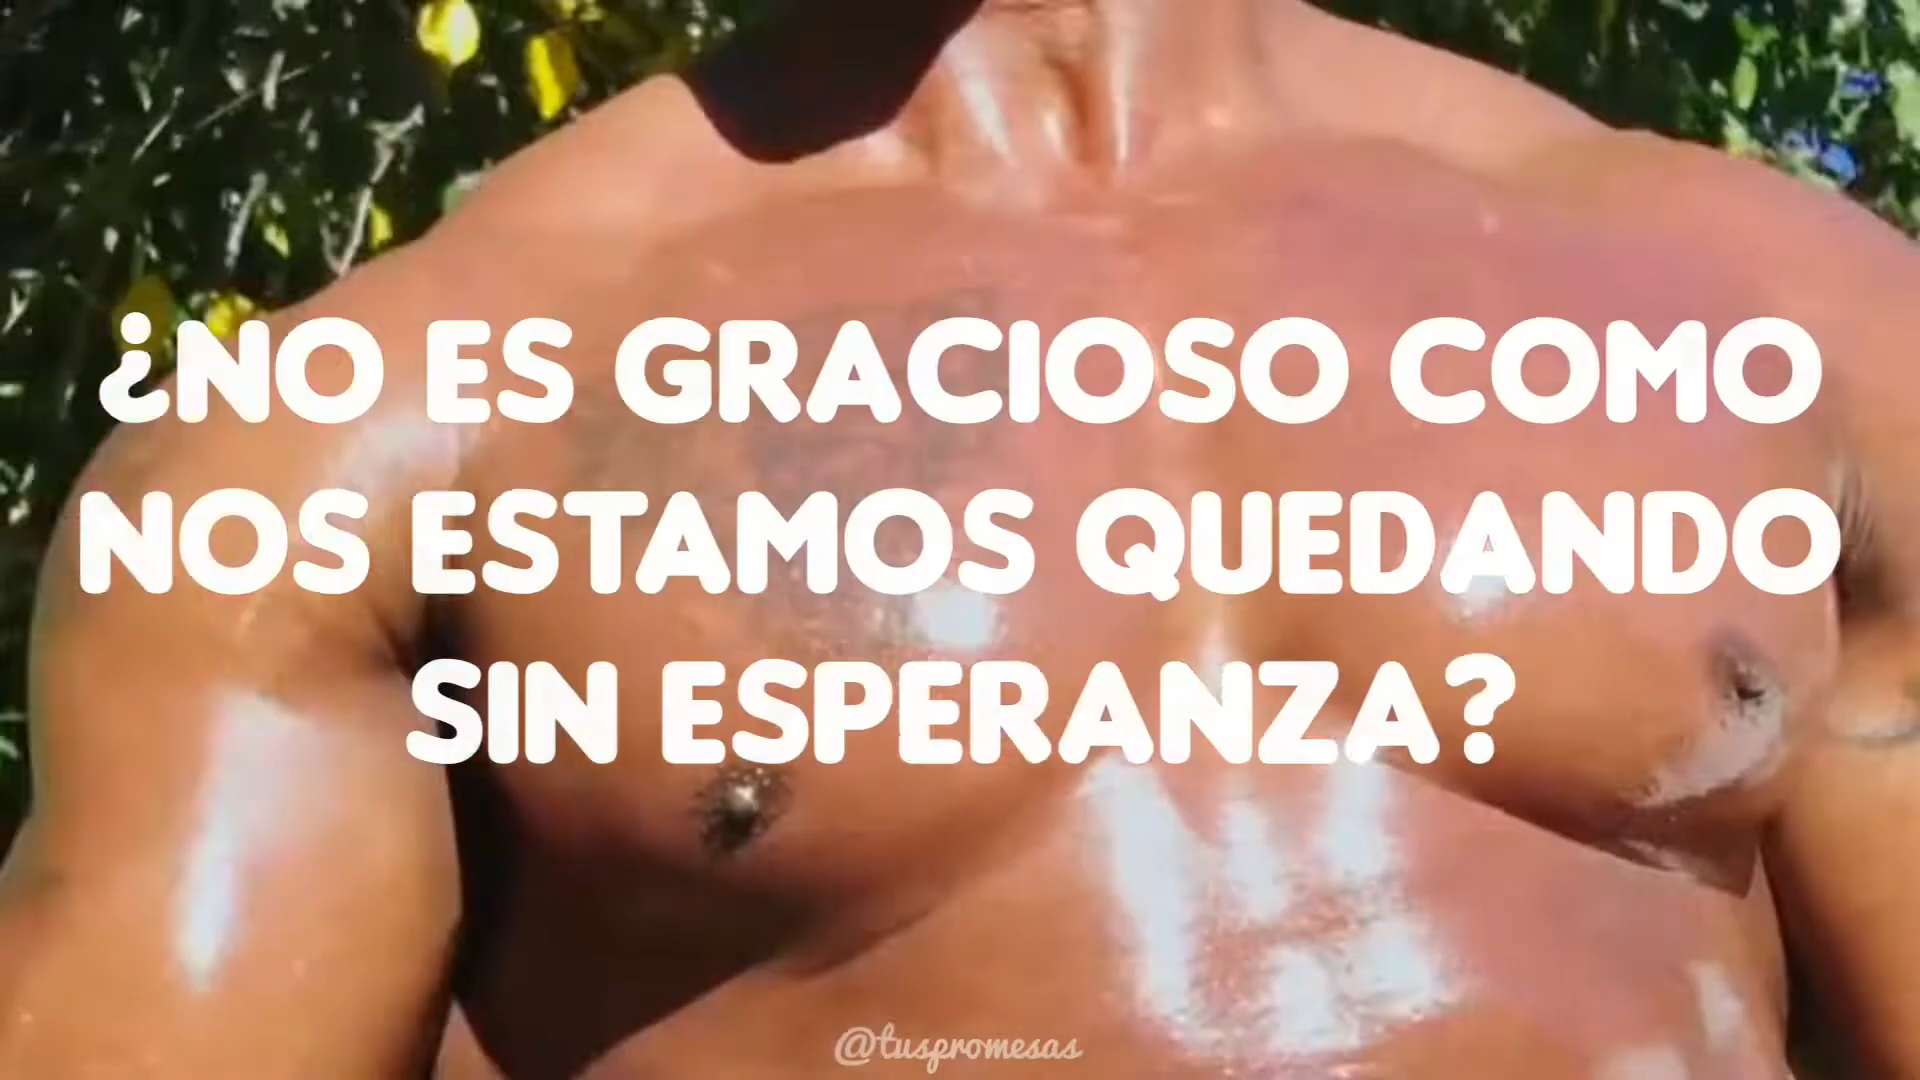 ¿NO ES GRACIOSO COMO
NOS ESTAMOS QUEDANDO
SIN ESPERANZA?
@tuspromesas